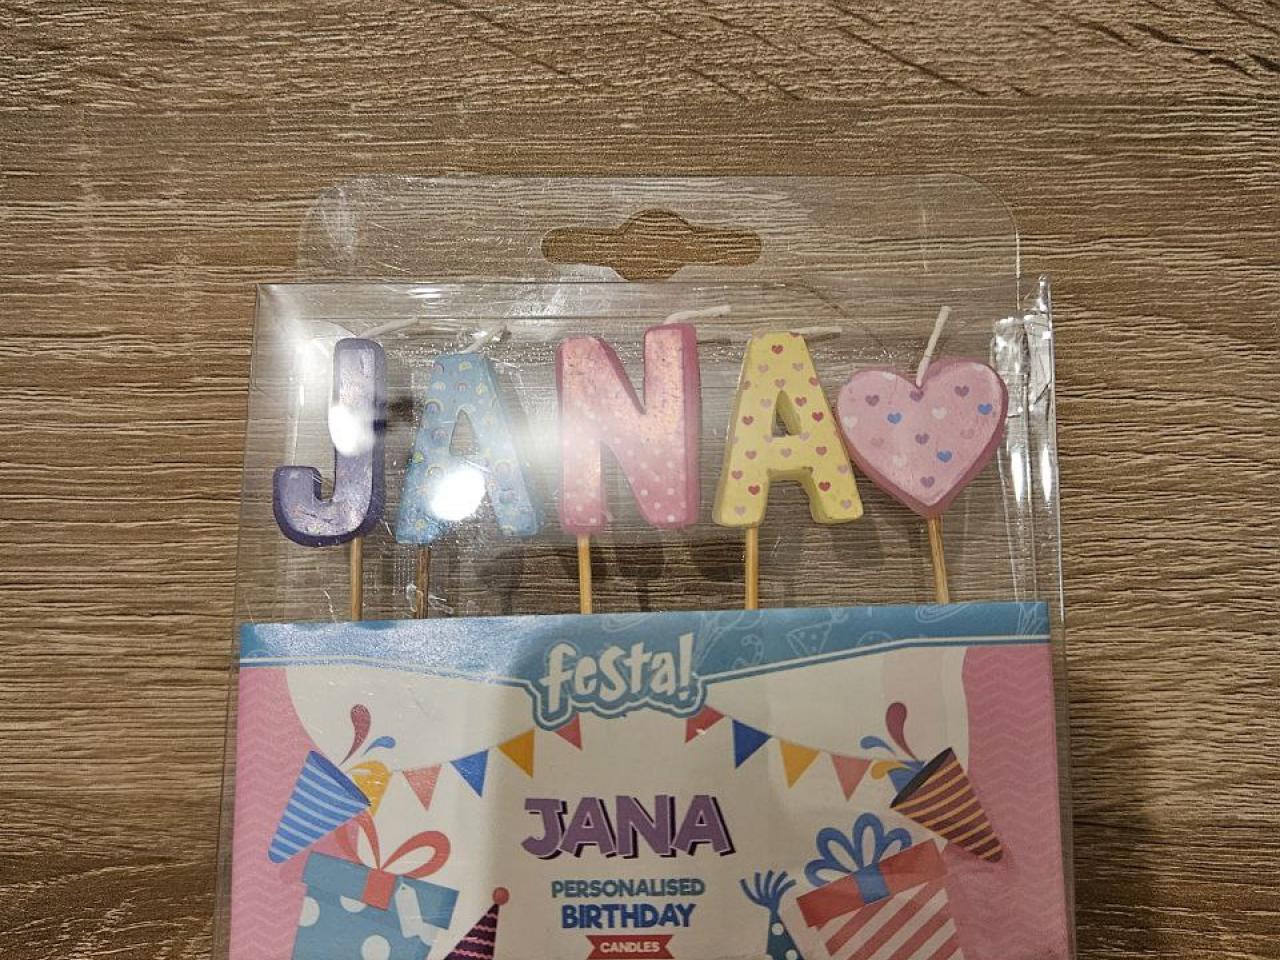 JANA
festa!
JANA
PERSONALISED
BIRTHDAY
CANDLES